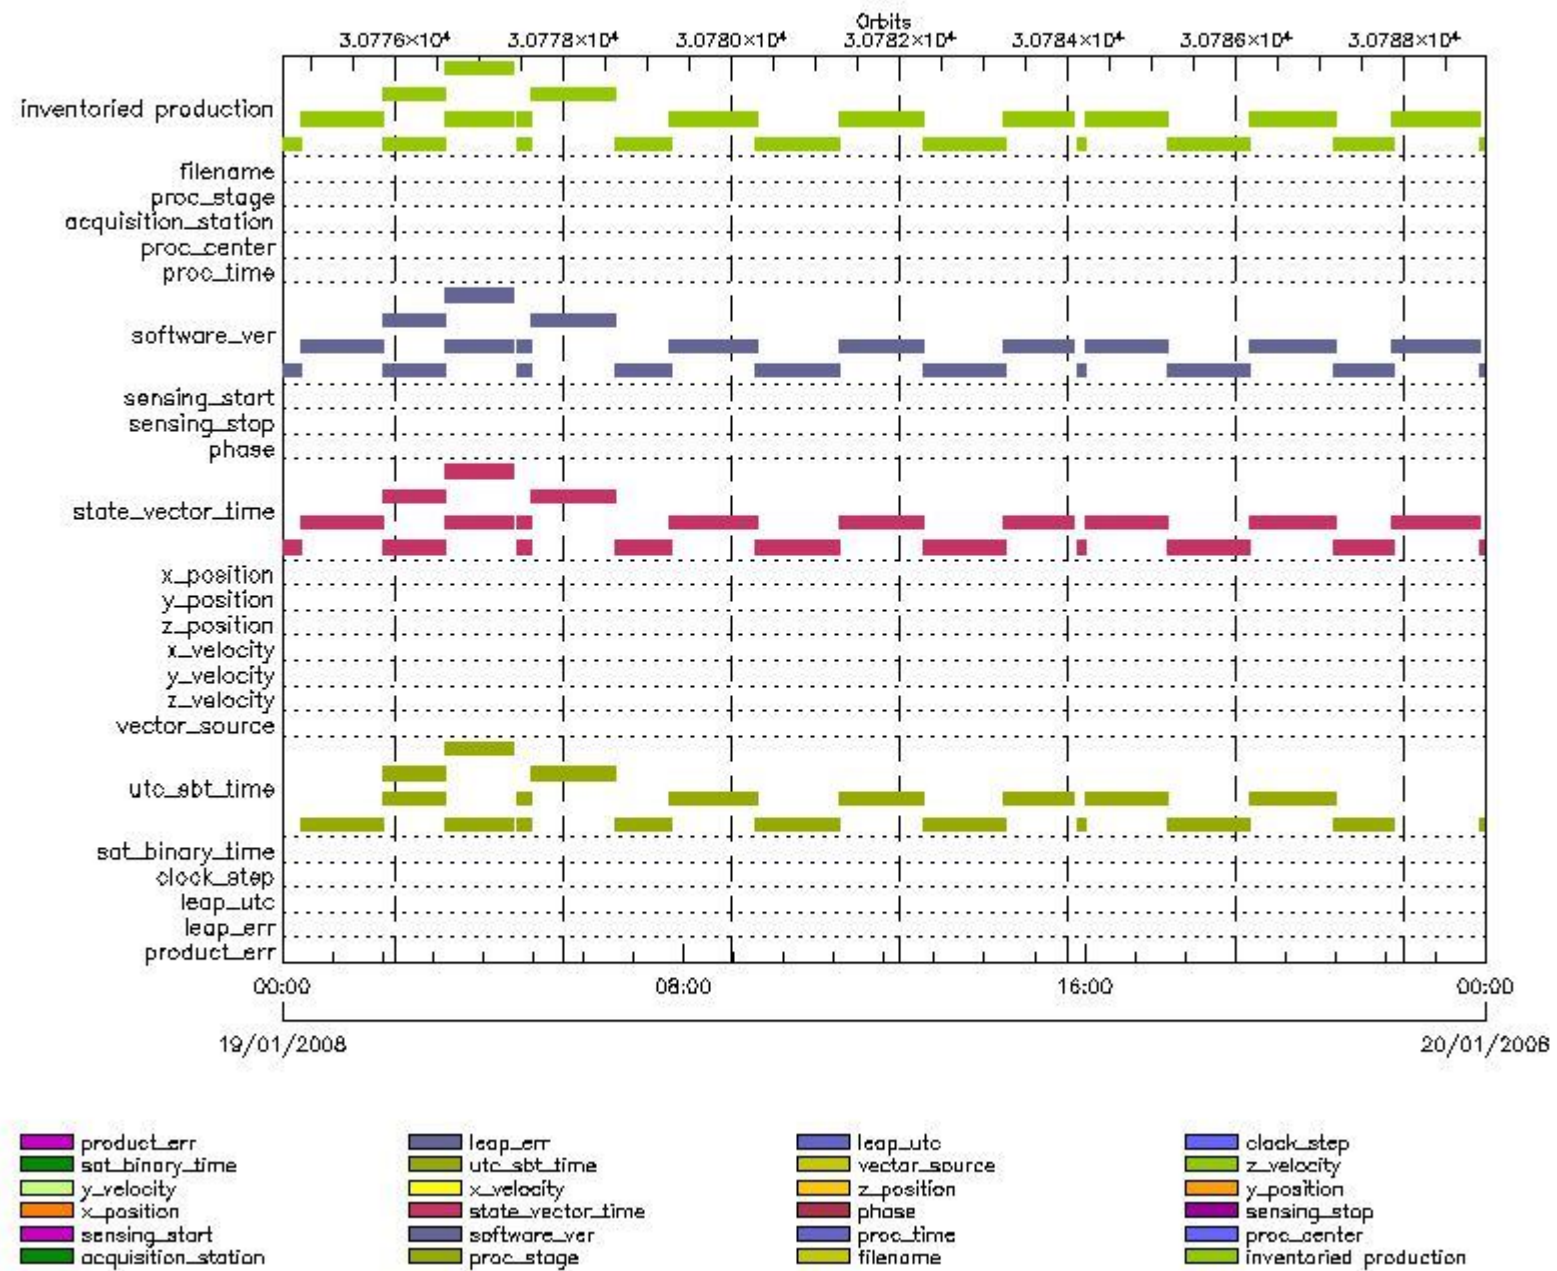 Orbits
3.0776×10⁴ 3.0778×10⁴ 3.0780×10⁴ 3.0782×10⁴ 3.0784×10⁴ 3.0786×10⁴ 3.0788×10⁴
inventoried production
filename
proc_stage
acquisition_station
proc_center
proc_time
software_ver
sensing_start
sensing_stop
phase
state_vector_time
x_position
y_position
z_position
x_velocity
y_velocity
z_velocity
vector_source
utc_sbt_time
sat_binary_time
clock_step
leap_utc
leap_err
product_err
00:00 08:00 16:00 00:00
19/01/2008 20/01/2008
product_err leap_err leap_utc clock_step
sat_binary_time utc_sbt_time vector_source z_velocity
y_velocity x_velocity z_position y_position
x_position state_vector_time phase sensing_stop
sensing_start software_ver proc_time proc_center
acquisition_station proc_stage filename inventoried production